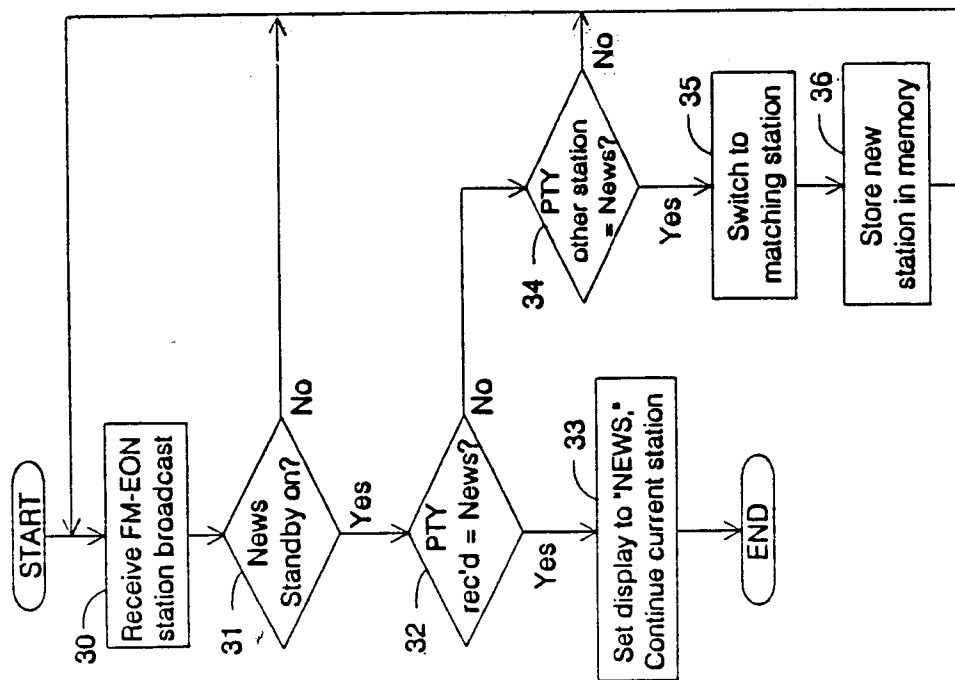 START
30
Receive FM-EON
station broadcast
31
News
Standby on?
No
Yes
32
PTY
rec'd = News?
No
Yes
33
Set display to "NEWS,"
Continue current station
END
34
PTY
other station
= News?
No
Yes
35
Switch to
matching station
36
Store new
station in memory